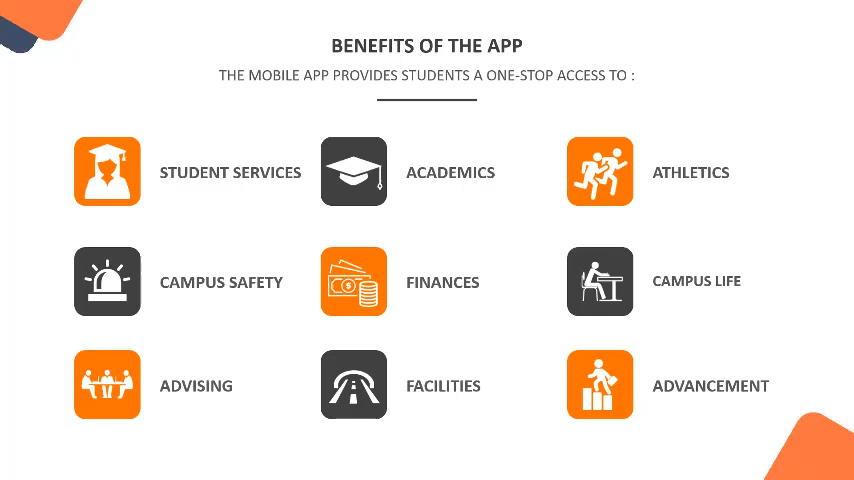 BENEFITS OF THE APP
THE MOBILE APP PROVIDES STUDENTS A ONE-STOP ACCESS TO :
STUDENT SERVICES
ACADEMICS
ATHLETICS
CAMPUS SAFETY
FINANCES
CAMPUS LIFE
ADVISING
FACILITIES
ADVANCEMENT